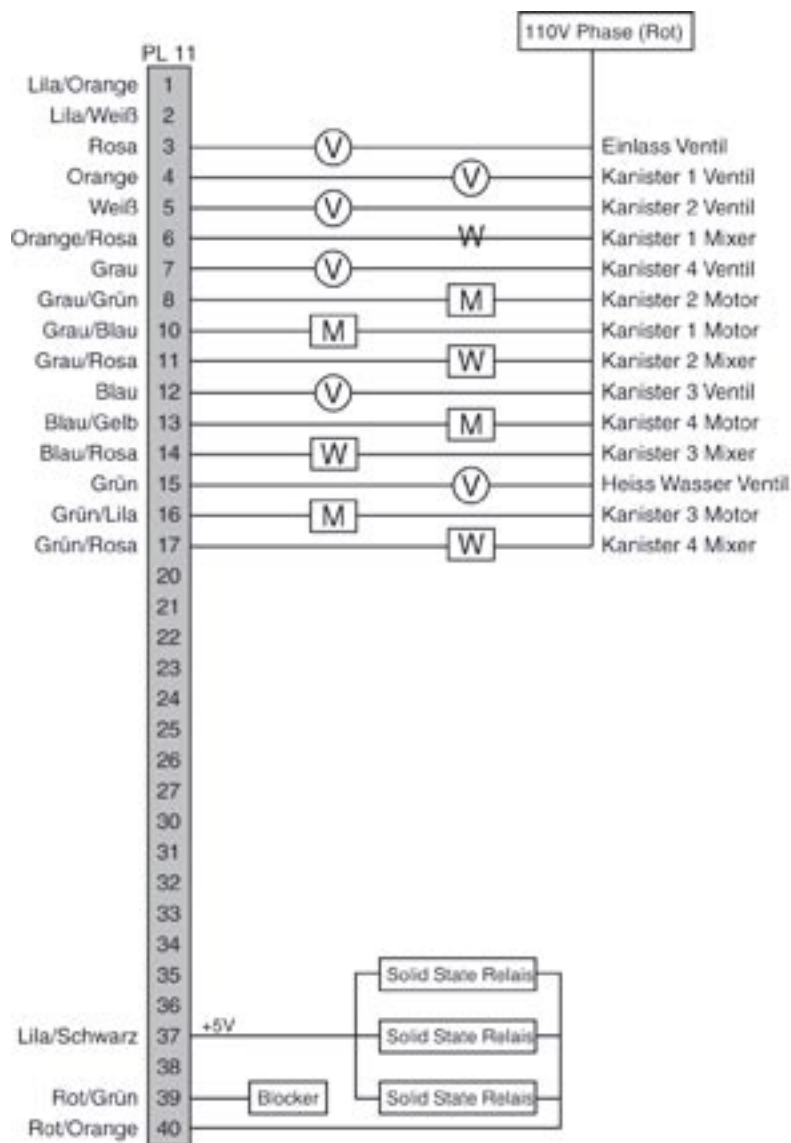 110V Phase (Rot)
PL 11
Lila/Orange 1
Lila/Weiß 2
Rosa 3 V Einlass Ventil
Orange 4 V Kanister 1 Ventil
Weiß 5 V Kanister 2 Ventil
Orange/Rosa 6 W Kanister 1 Mixer
Grau 7 V Kanister 4 Ventil
Grau/Grün 8 M Kanister 2 Motor
Grau/Blau 10 M Kanister 1 Motor
Grau/Rosa 11 W Kanister 2 Mixer
Blau 12 V Kanister 3 Ventil
Blau/Gelb 13 M Kanister 4 Motor
Blau/Rosa 14 W Kanister 3 Mixer
Grün 15 V Heiss Wasser Ventil
Grün/Lila 16 M Kanister 3 Motor
Grün/Rosa 17 W Kanister 4 Mixer
20
21
22
23
24
25
26
27
30
31
32
33
34
35 Solid State Relais
36
Lila/Schwarz 37 +5V Solid State Relais
38
Rot/Grün 39 Blocker Solid State Relais
Rot/Orange 40